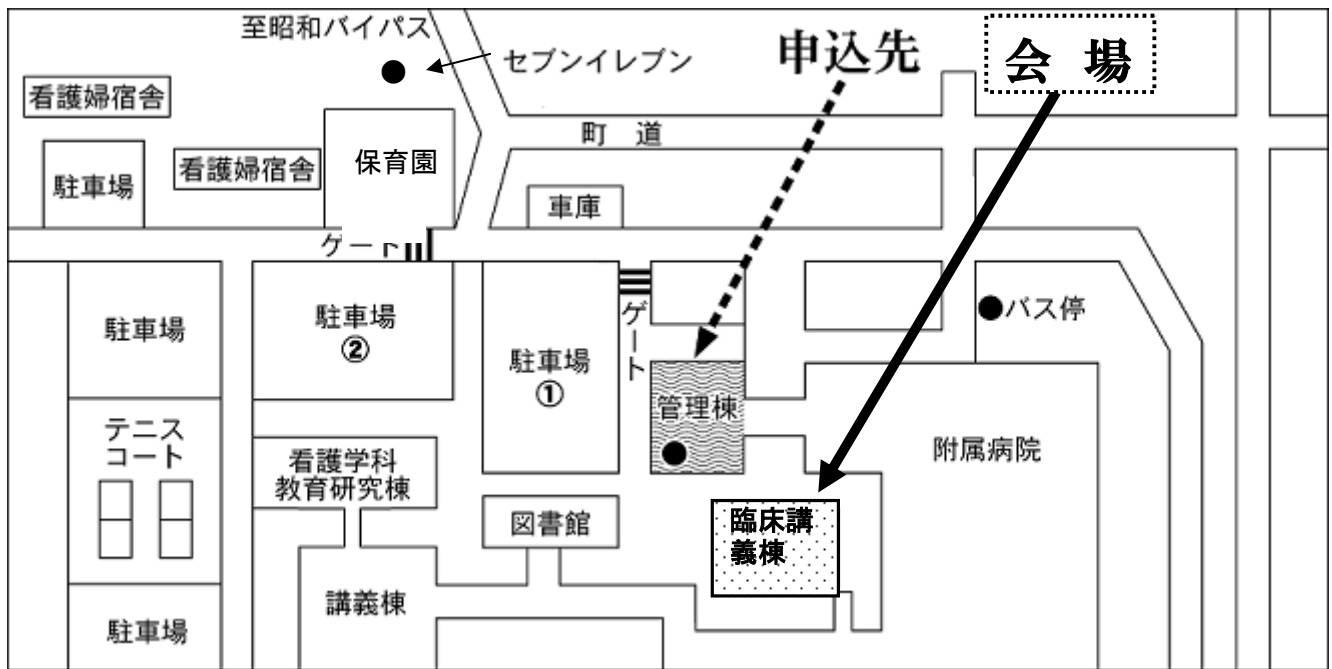 至昭和バイパス
セブンイレブン
申込先
会 場
看護婦宿舎
町 道
看護婦宿舎
保育園
駐車場
車庫
ゲート
駐車場
駐車場
②
駐車場
①
ゲート
バス停
管理棟
テニス
コート
看護学科
教育研究棟
附属病院
図書館
臨床講
義棟
講義棟
駐車場